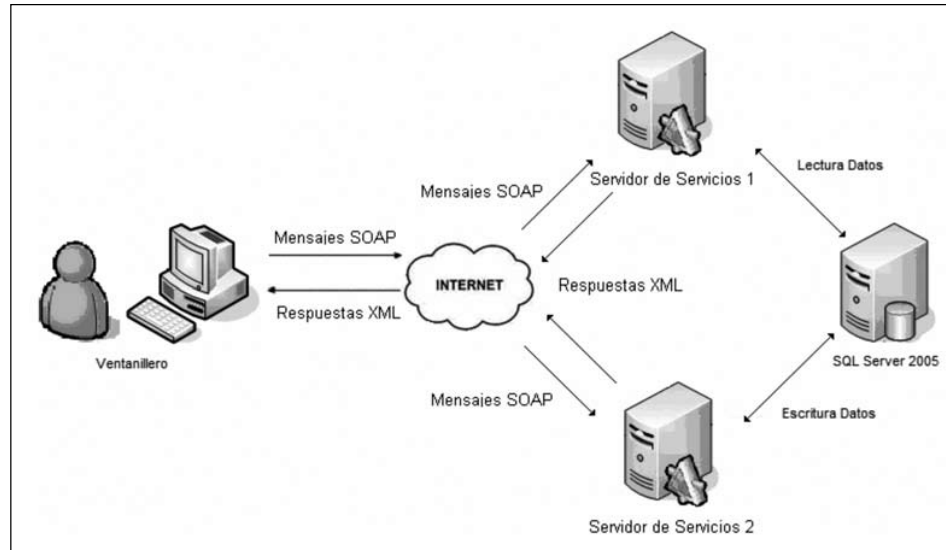 Servidor de Servicios 1
Lectura Datos
Mensajes SOAP
Mensajes SOAP
INTERNET
Respuestas XML
Respuestas XML
Ventanillero
SQL Server 2005
Mensajes SOAP
Escritura Datos
Servidor de Servicios 2